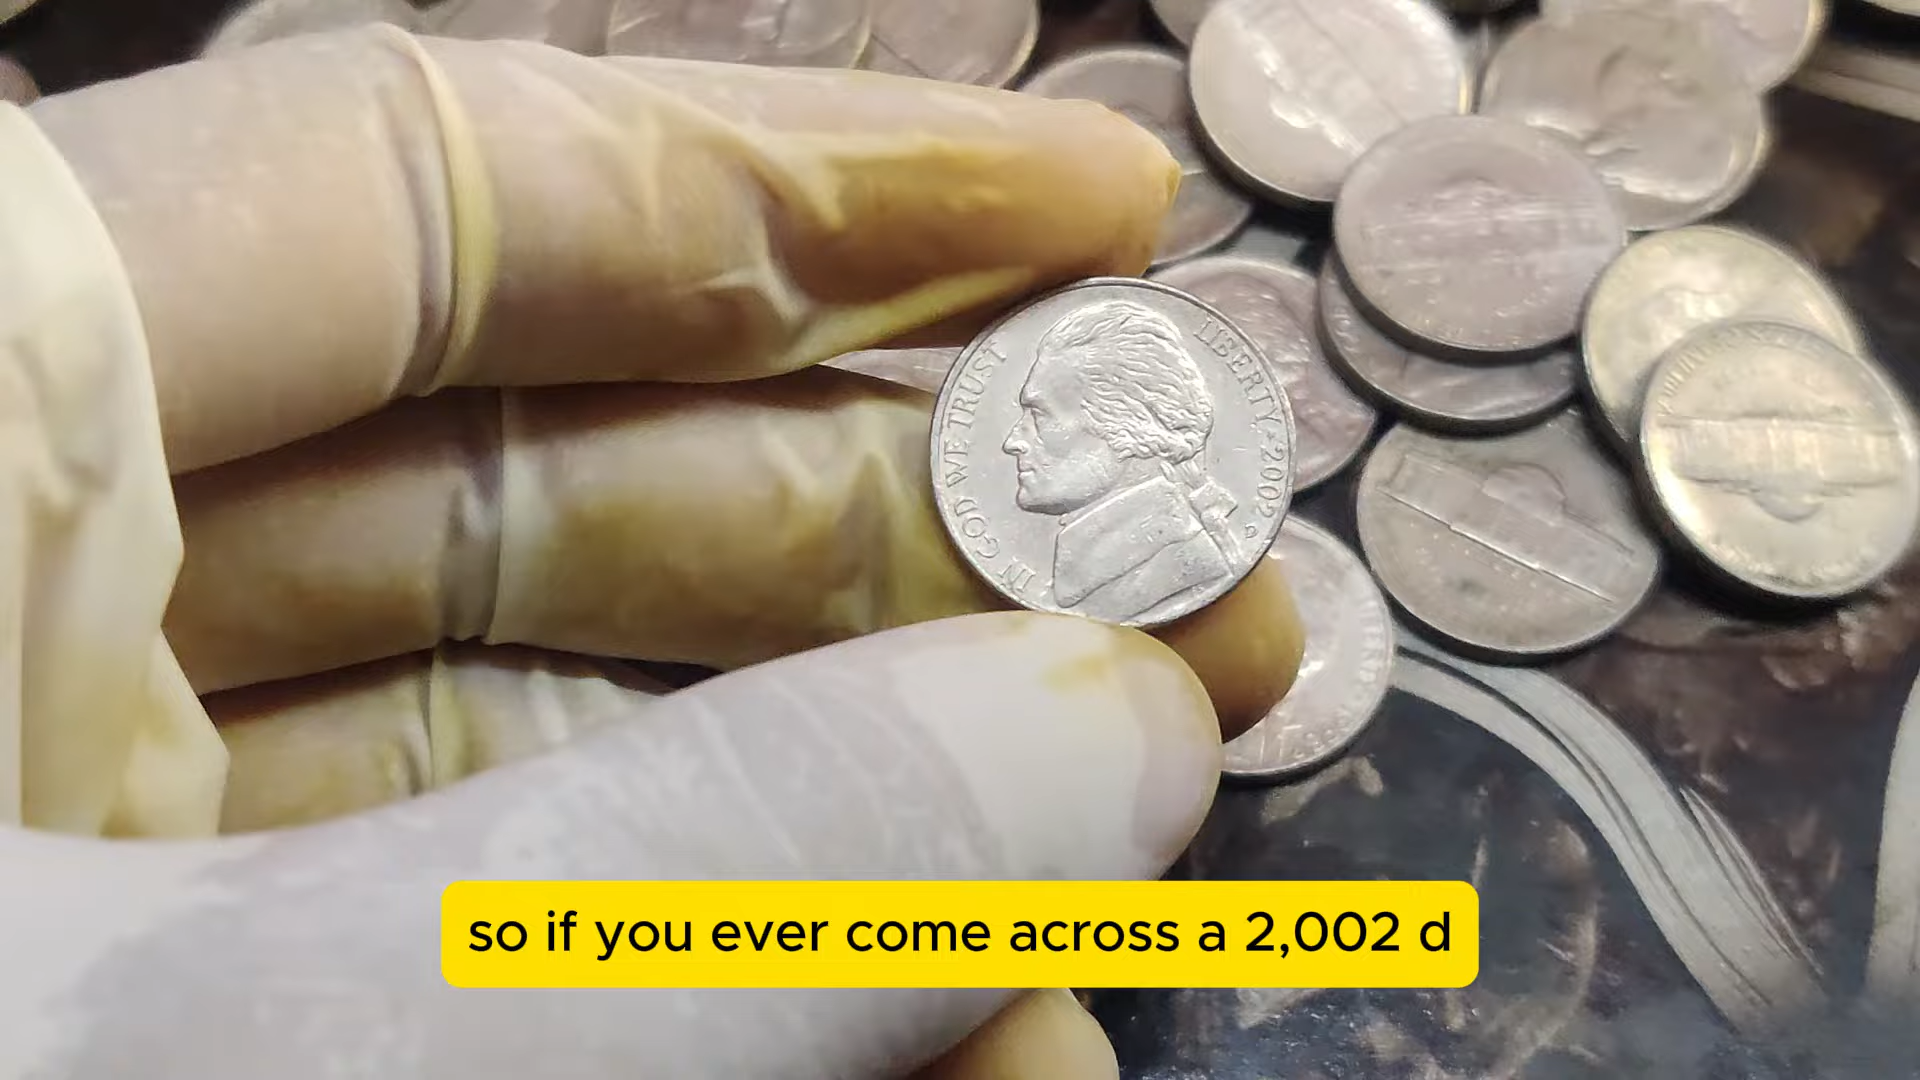 IN GOD WE TRUST
LIBERTY 2002
D
so if you ever come across a 2,002 d